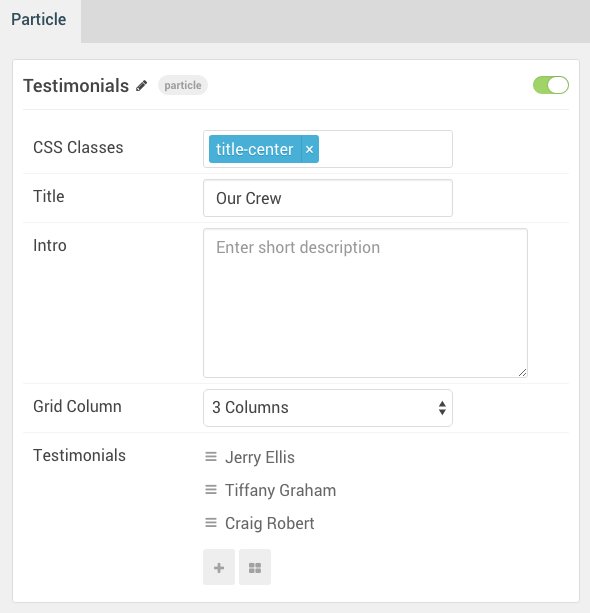 Particle
Testimonials particle
CSS Classes title-center ×
Title Our Crew
Intro Enter short description
Grid Column 3 Columns
Testimonials Jerry Ellis
Tiffany Graham
Craig Robert